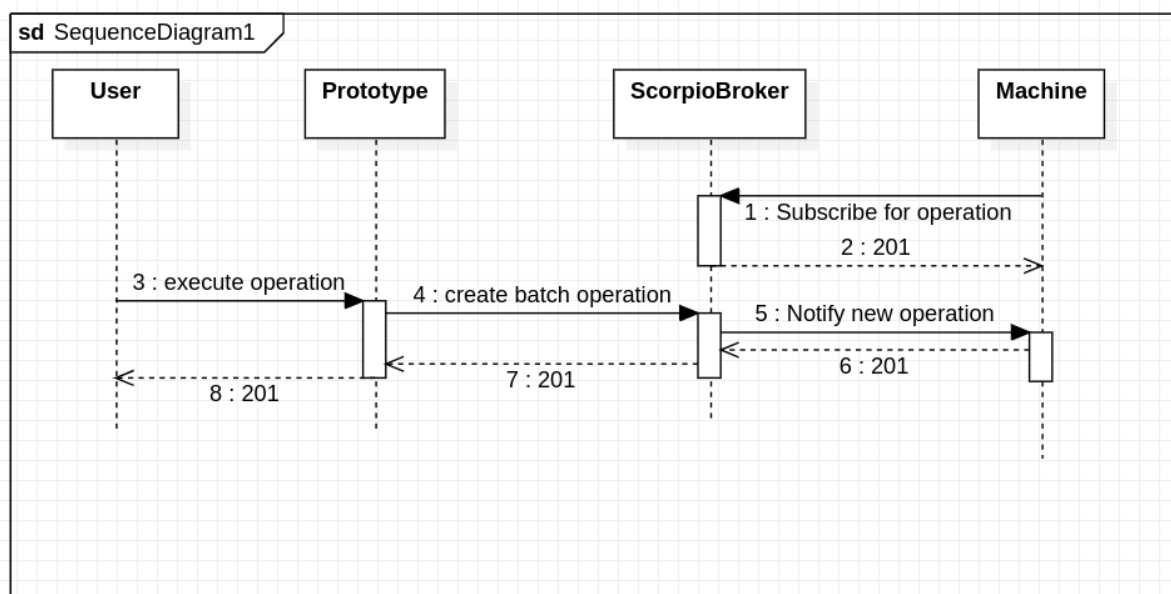 sd SequenceDiagram1
User
Prototype
ScorpioBroker
Machine
1 : Subscribe for operation
2 : 201
3 : execute operation
4 : create batch operation
5 : Notify new operation
6 : 201
7 : 201
8 : 201